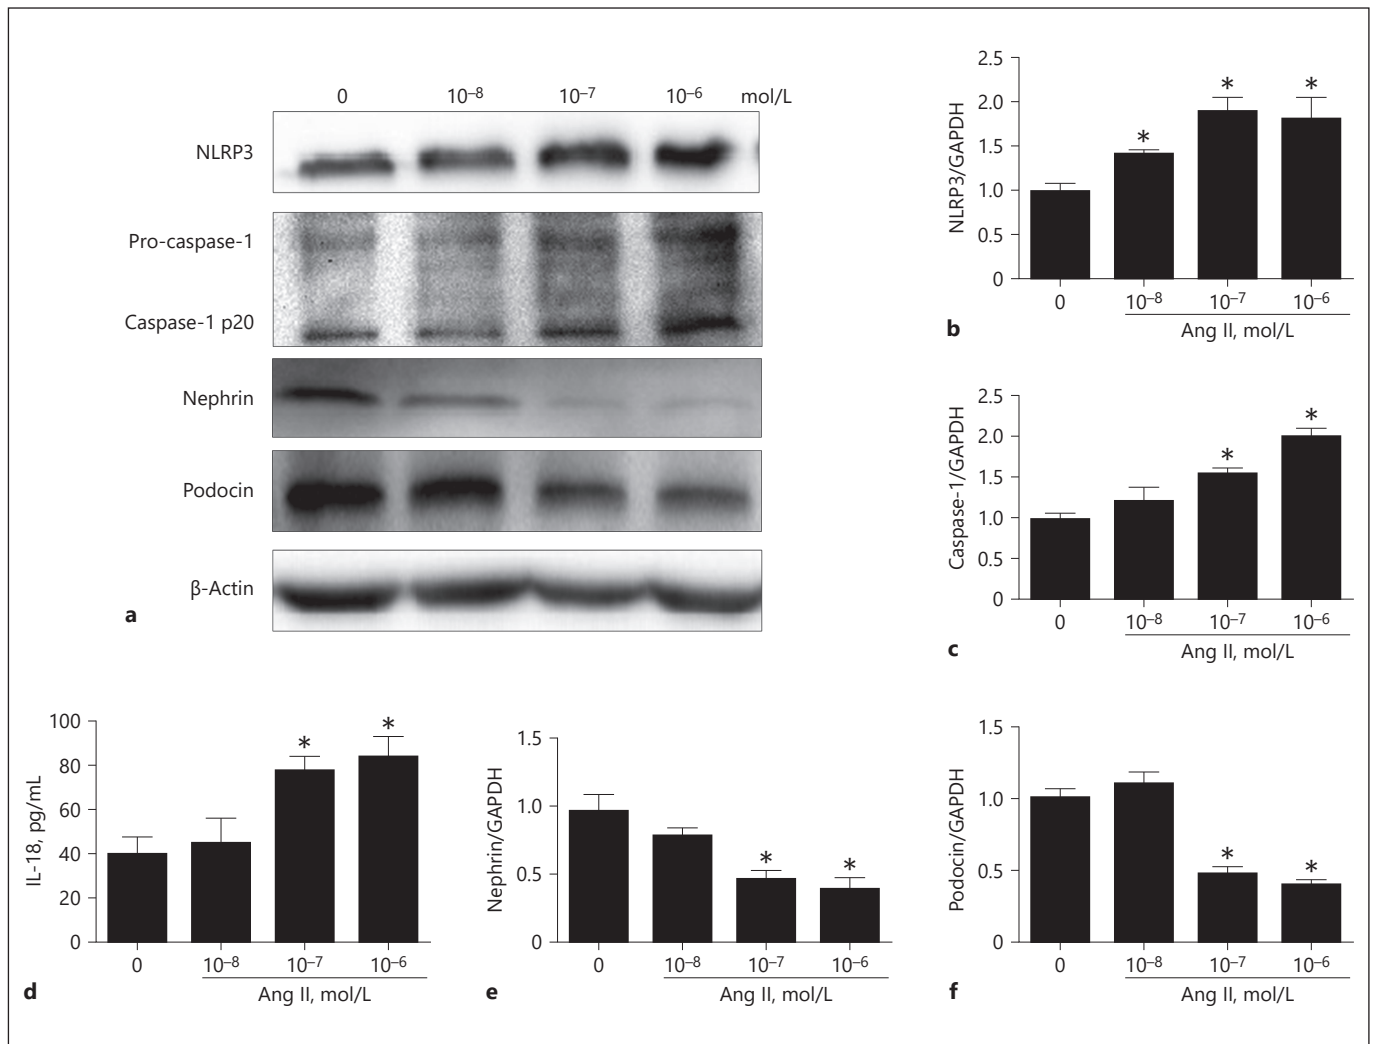 0 10–8 10–7 10–6 mol/L
NLRP3
Pro-caspase-1
Caspase-1 p20
Nephrin
Podocin
β-Actin
a
2.5
2.0
1.5
1.0
0.5
0
NLRP3/GAPDH
* * *
0 10–8 10–7 10–6
Ang II, mol/L
b
2.5
2.0
1.5
1.0
0.5
0
Caspase-1/GAPDH
* *
0 10–8 10–7 10–6
Ang II, mol/L
c
100
80
60
40
20
0
IL-18, pg/mL
* *
0 10–8 10–7 10–6
Ang II, mol/L
d
1.5
1.0
0.5
0
Nephrin/GAPDH
* *
0 10–8 10–7 10–6
Ang II, mol/L
e
1.5
1.0
0.5
0
Podocin/GAPDH
* *
0 10–8 10–7 10–6
Ang II, mol/L
f